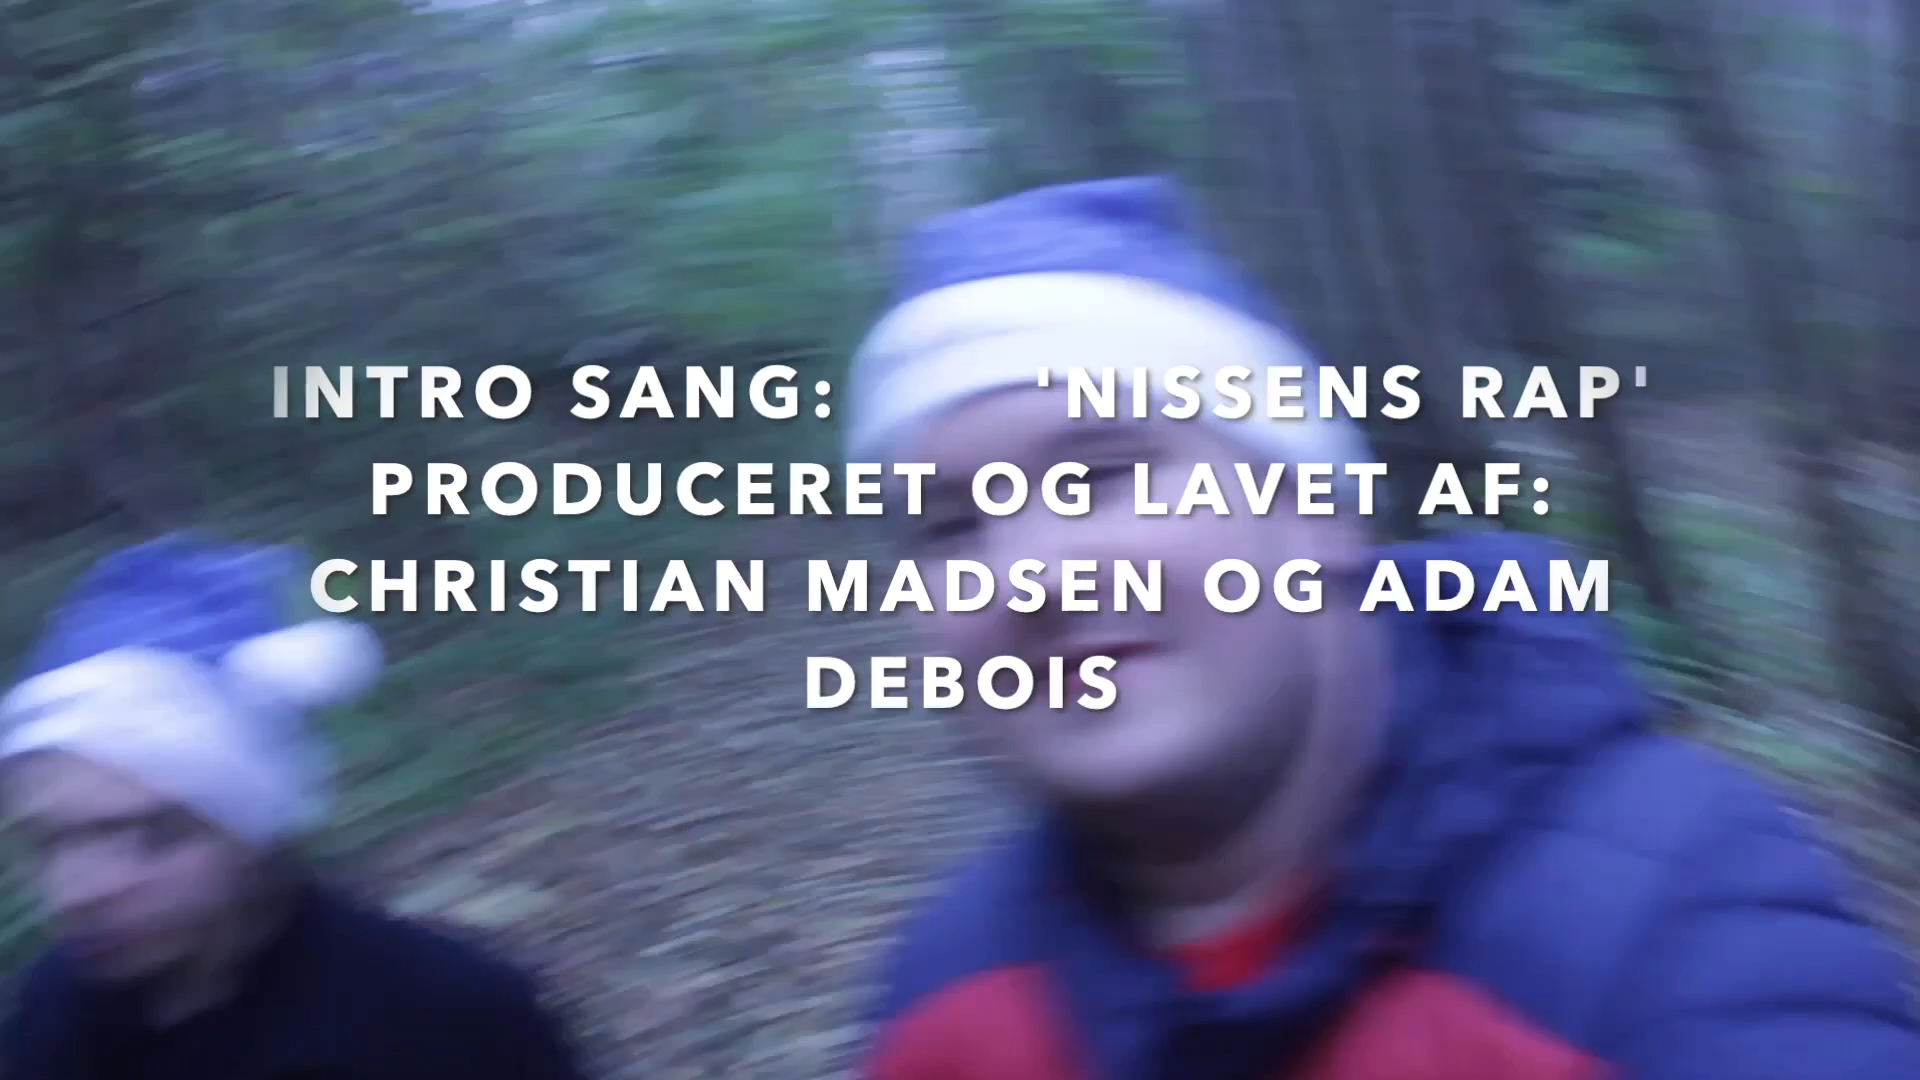 INTRO SANG: 'NISSENS RAP'
PRODUCERET OG LAVET AF:
CHRISTIAN MADSEN OG ADAM
DEBOIS